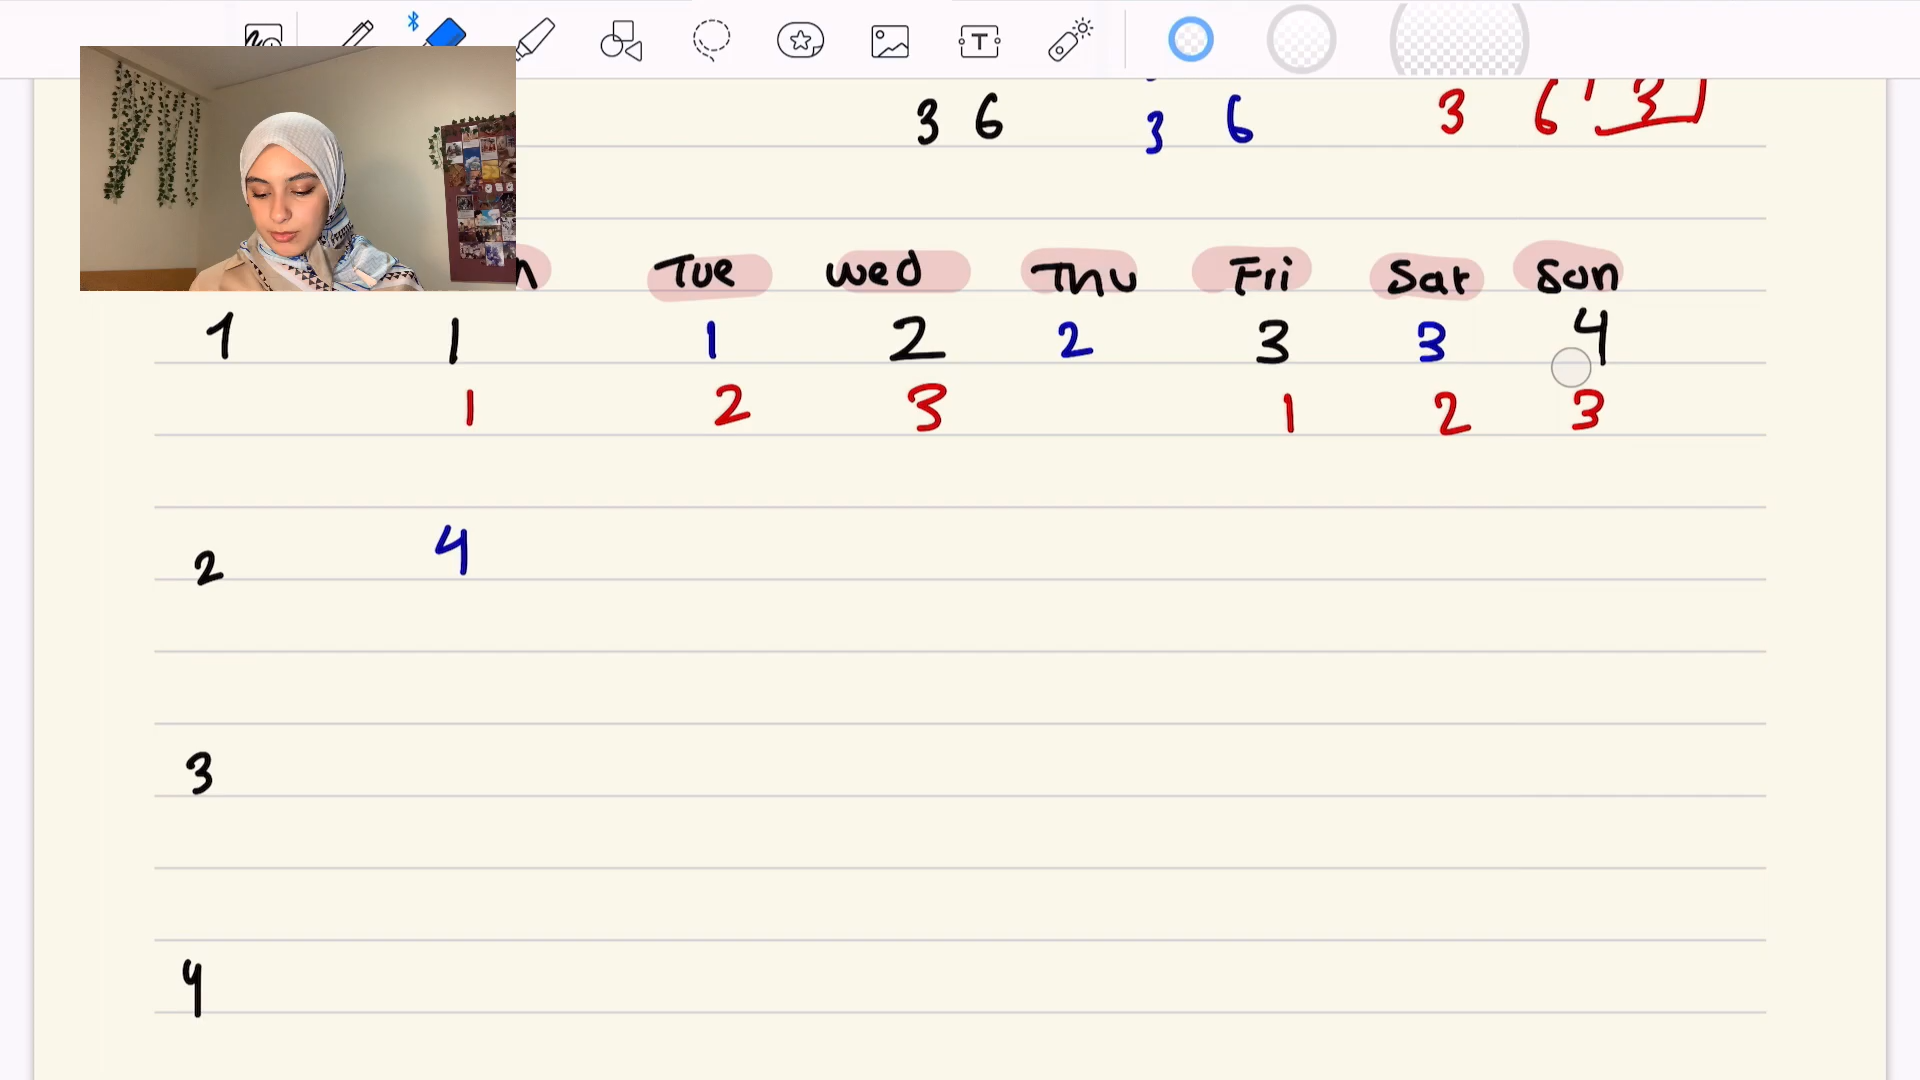 T
3 6 3 6 3 6 3
n Tue wed Thu Fri Sat Sun
1 1 1 2 2 3 3 4
1 2 3 1 2 3
2 4
3
4